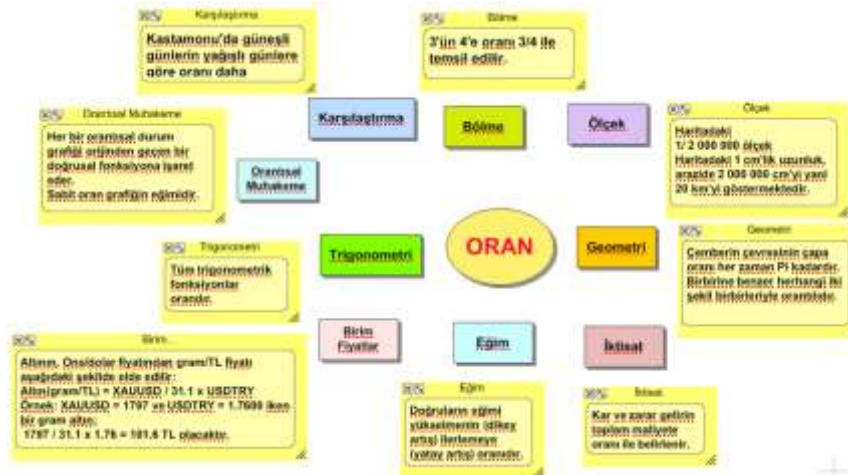 Karşılaştırma
Kastamonu'da güneşli
günlerin yağışlı günlere
göre oranı daha
Bölme
3'ün 4'e oranı 3/4 ile
temsil edilir.
Orantısal Muhakeme
Her bir orantısal durum
grafiği orijinden geçen bir
doğrusal fonksiyona işaret
eder.
Sabit oran grafiğin eğimidir.
Karşılaştırma
Bölme
Ölçek
Ölçek
Haritadaki
1/ 2 000 000 ölçek
Haritadaki 1 cm'lik uzunluk,
arazide 2 000 000 cm'yi yani
20 km'yi göstermektedir.
Orantısal
Muhakeme
Trigonometri
Tüm trigonometrik
fonksiyonlar
orandır.
Trigonometri
ORAN
Geometri
Geometri
Çemberin çevresinin çapa
oranı her zaman Pi kadardır.
Birbirine benzer herhangi iki
şekil birbirleriyle orantılıdır.
Birim...
Altının, Ons/dolar fiyatından gram/TL fiyatı
aşağıdaki şekilde elde edilir:
Altın(gram/TL) = XAUUSD / 31.1 x USDTRY
Örnek: XAUUSD = 1797 ve USDTRY = 1.7600 iken
bir gram altın;
1797 / 31.1 x 1.76 = 101.6 TL olacaktır.
Birim
Fiyatlar
Eğim
İktisat
Eğim
Doğruların eğimi
yükselmenin (dikey
artış) ilerlemeye
(yatay artış) oranıdır.
İktisat
Kar ve zarar gelirin
toplam maliyete
oranı ile belirlenir.